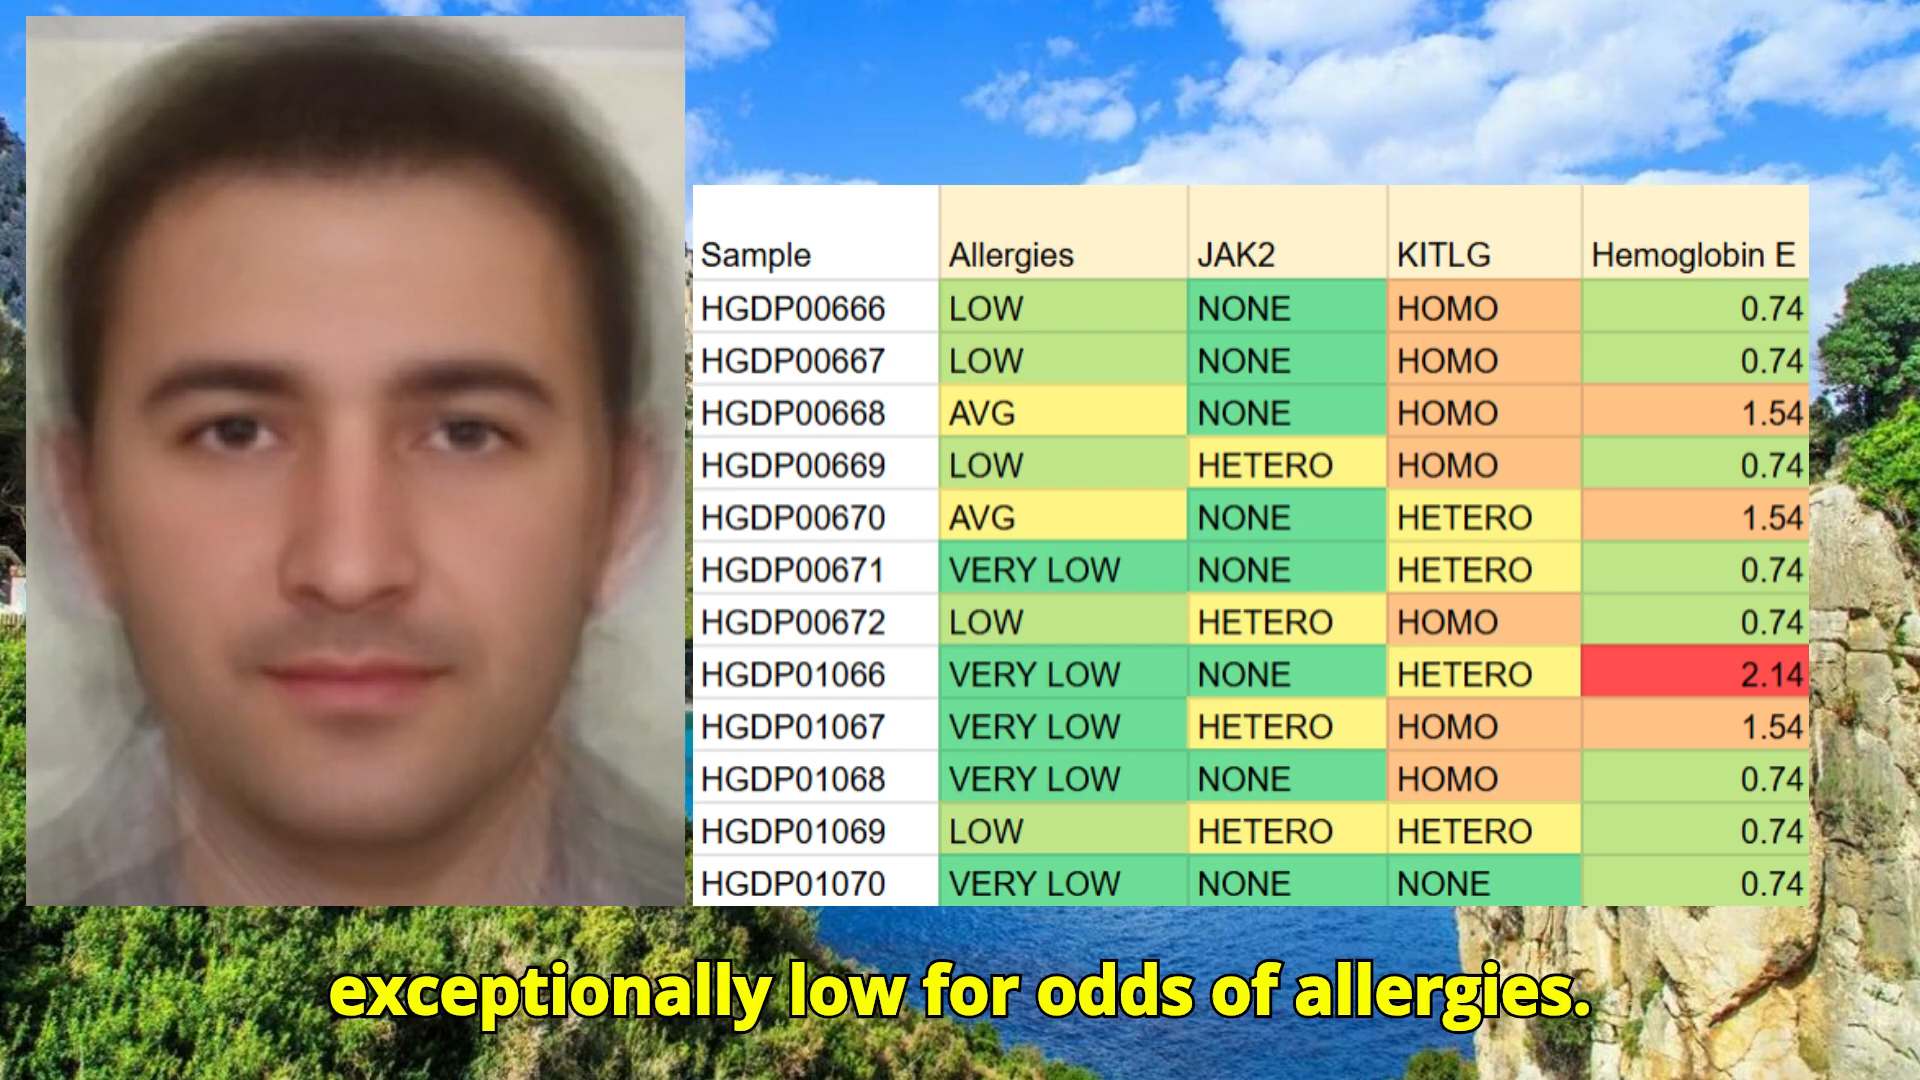 Sample Allergies JAK2 KITLG Hemoglobin E
HGDP00666 LOW NONE HOMO 0.74
HGDP00667 LOW NONE HOMO 0.74
HGDP00668 AVG NONE HOMO 1.54
HGDP00669 LOW HETERO HOMO 0.74
HGDP00670 AVG NONE HETERO 1.54
HGDP00671 VERY LOW NONE HETERO 0.74
HGDP00672 LOW HETERO HOMO 0.74
HGDP01066 VERY LOW NONE HETERO 2.14
HGDP01067 VERY LOW HETERO HOMO 1.54
HGDP01068 VERY LOW NONE HOMO 0.74
HGDP01069 LOW HETERO HETERO 0.74
HGDP01070 VERY LOW NONE NONE 0.74
exceptionally low for odds of allergies.